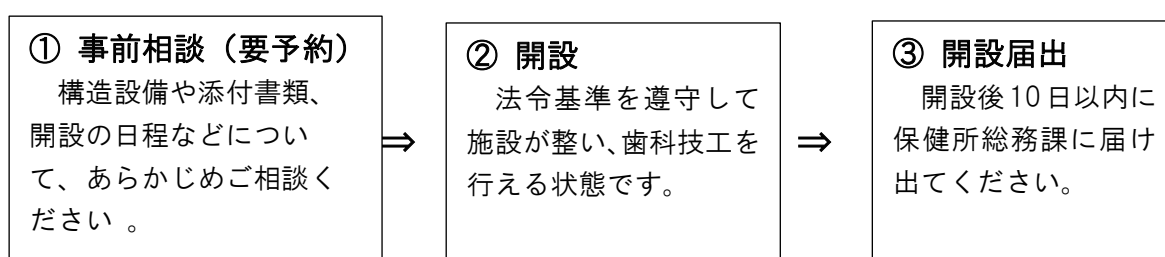 ① 事前相談（要予約）
構造設備や添付書類、
開設の日程などについ
て、あらかじめご相談く
ださい 。
⇒
② 開設
法令基準を遵守して
施設が整い、歯科技工を
行える状態です。
⇒
③ 開設届出
開設後10日以内に
保健所総務課に届け
出てください。